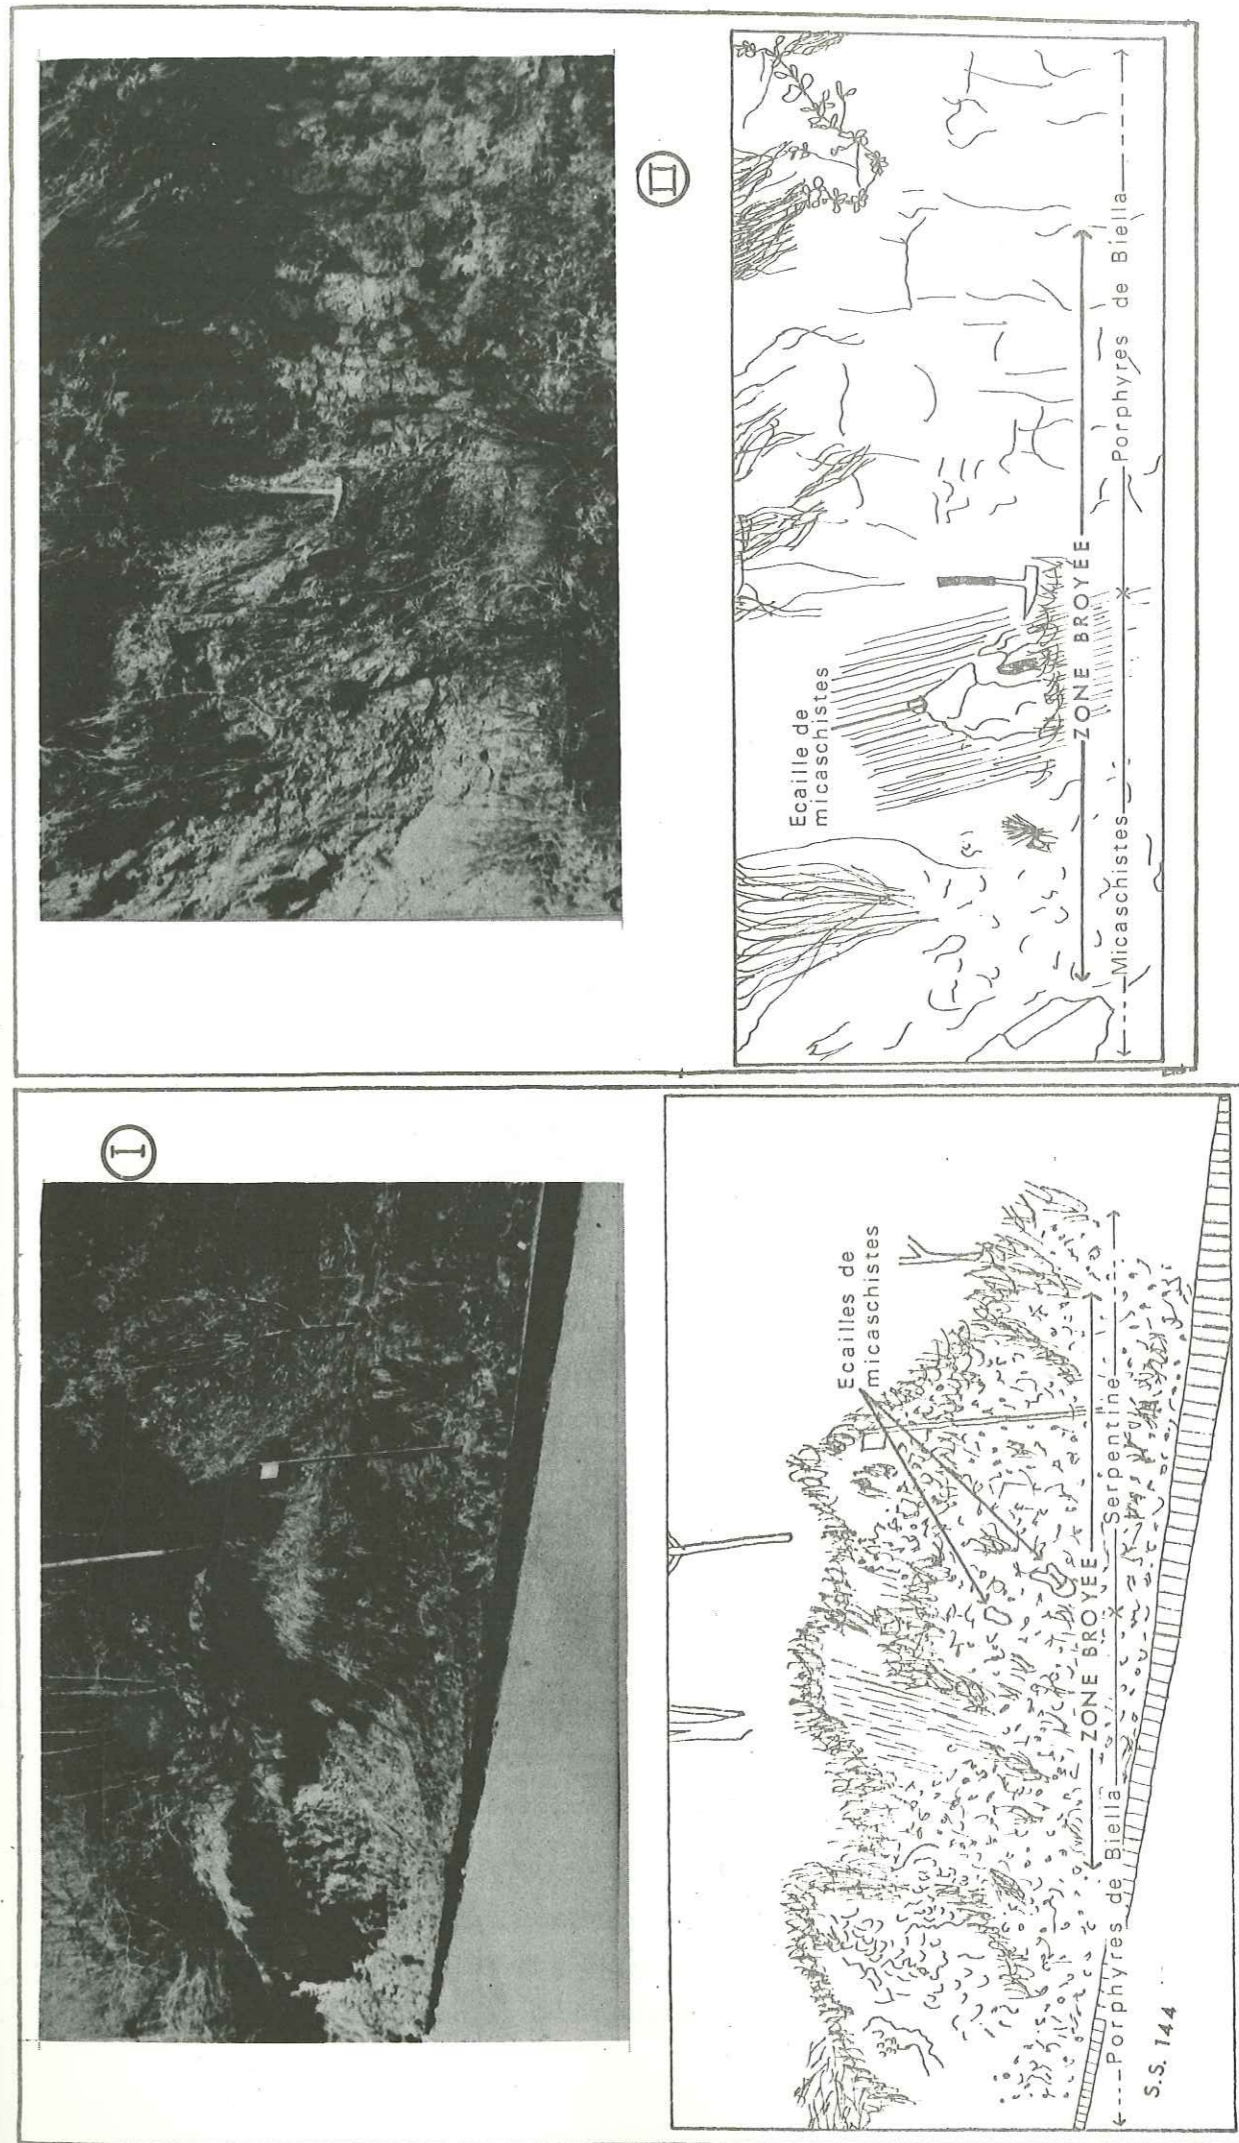 I
Ecailles de
micaschistes
ZONE BROYÉE
Porphyres de Biella
Serpentine
S.S. 144
II
Ecaille de
micaschistes
ZONE BROYÉE
Micaschistes
Porphyres de Biella